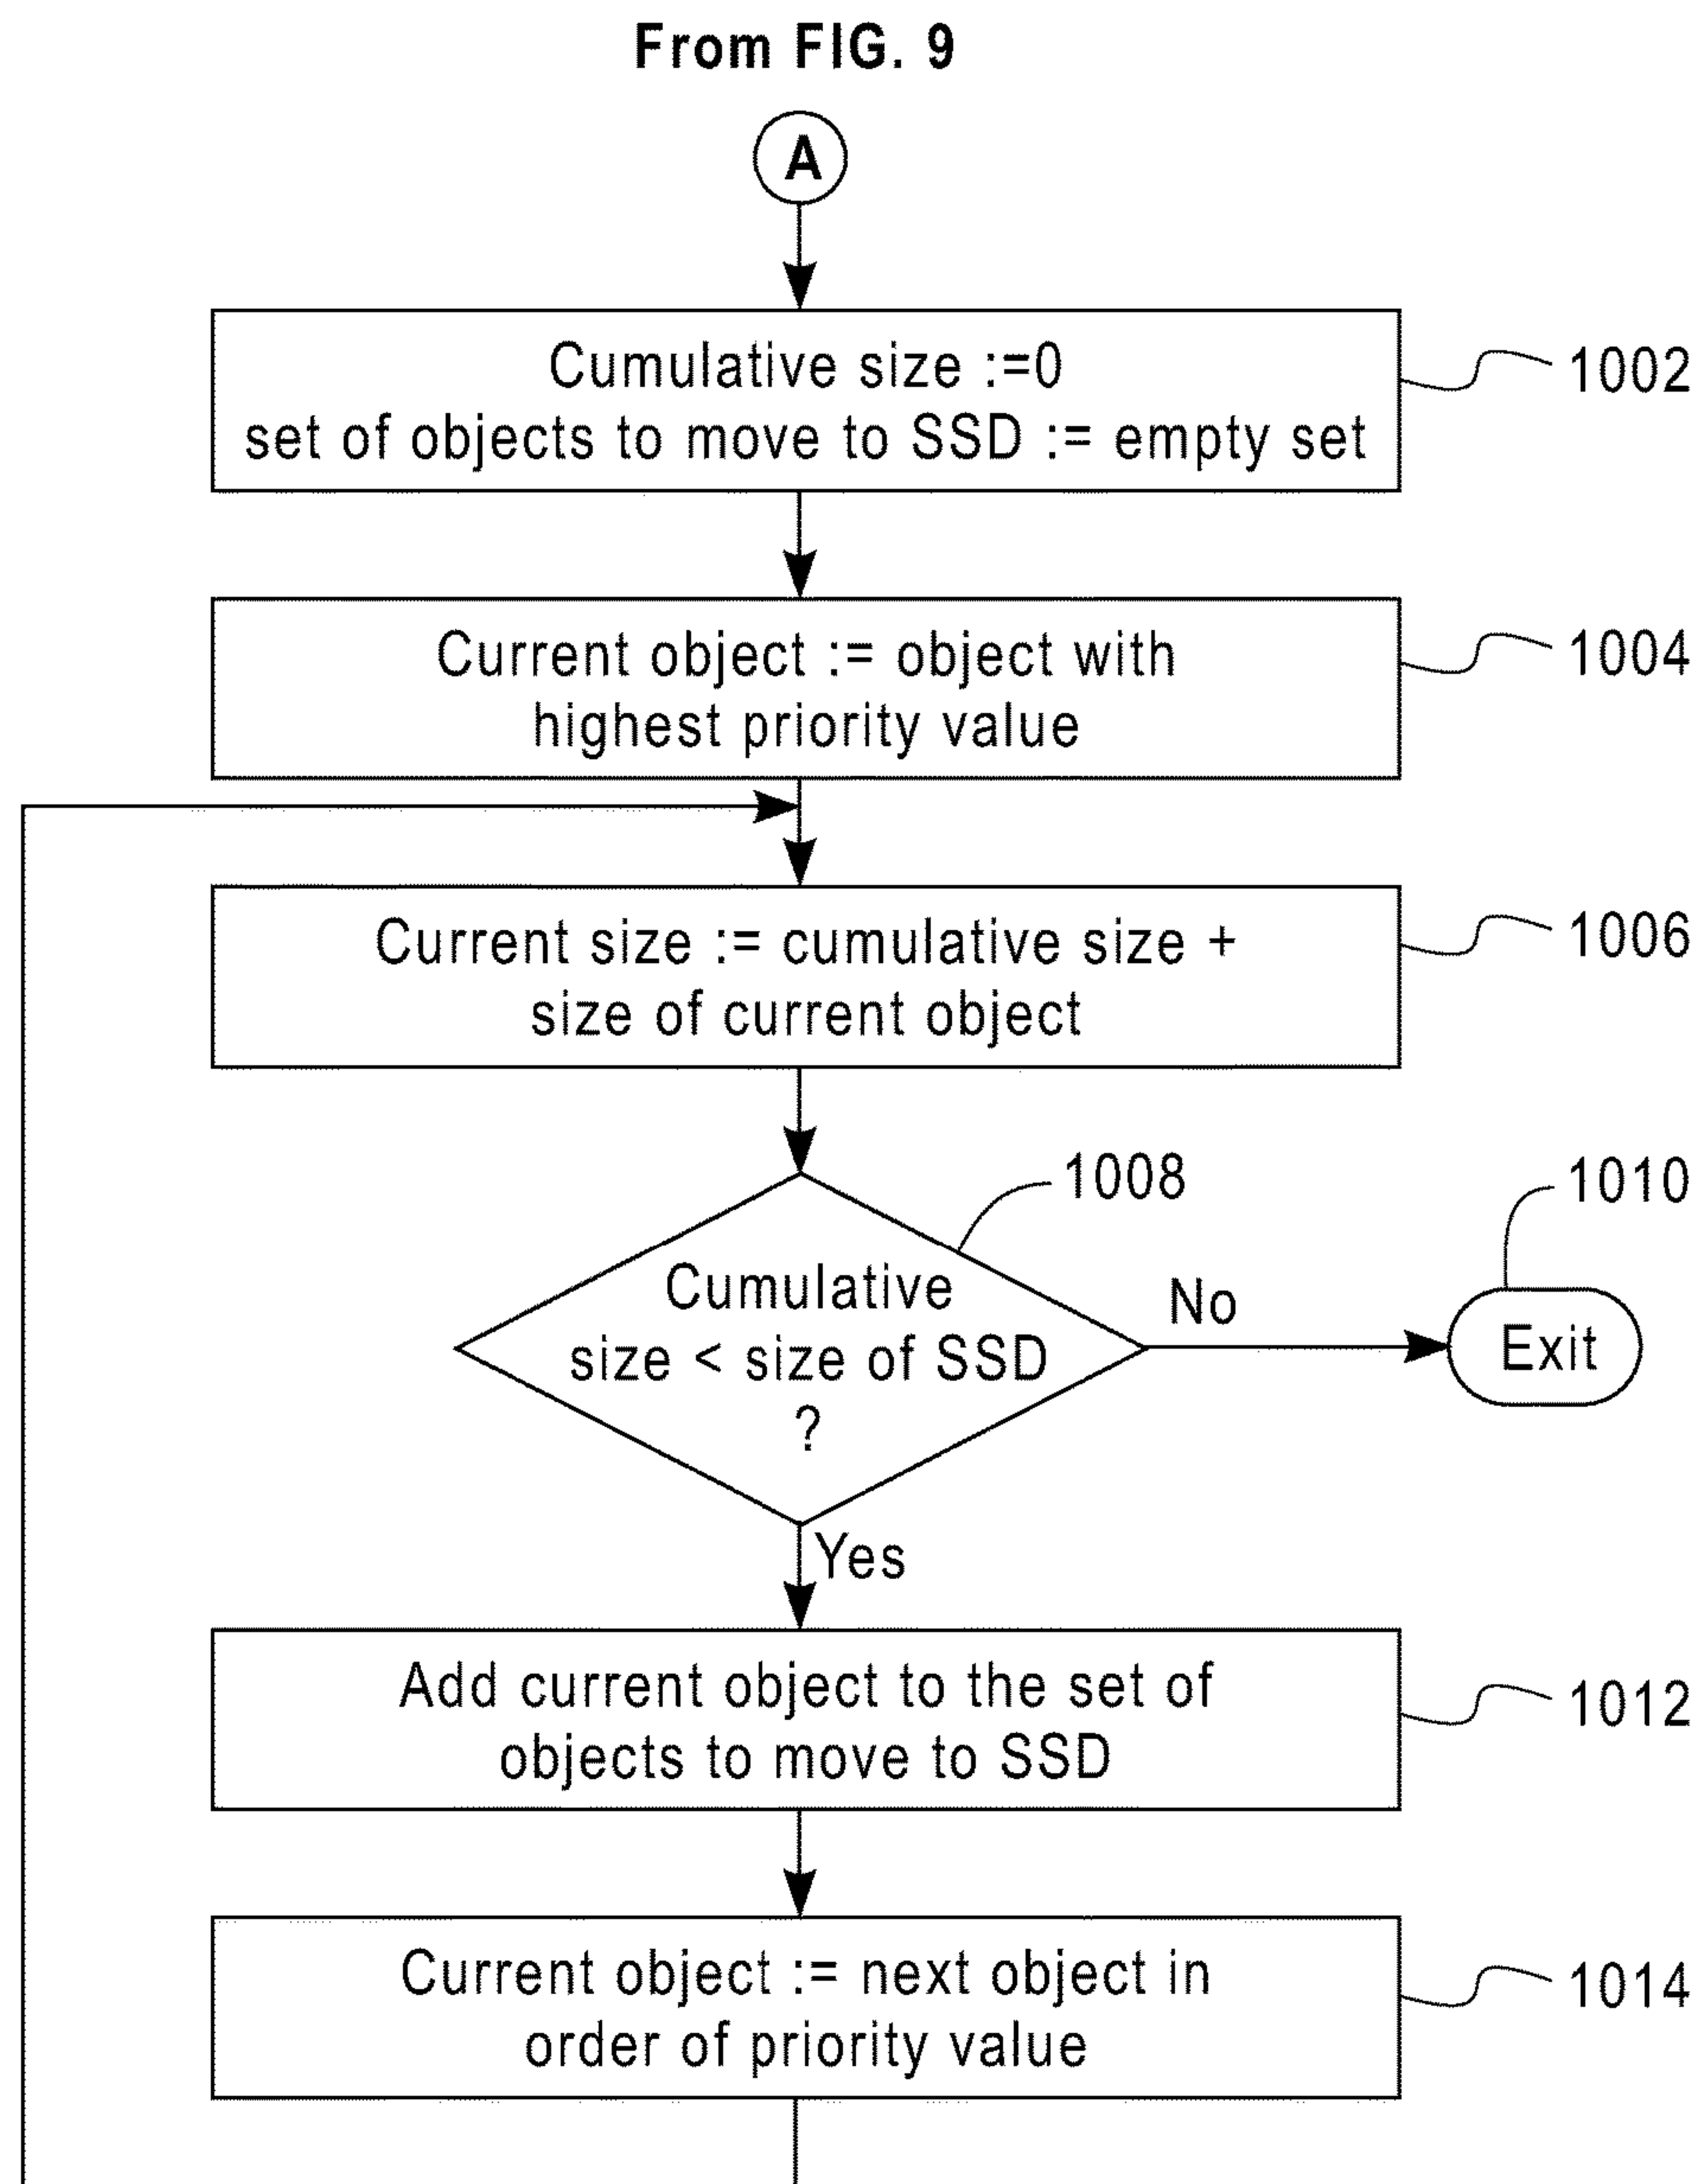 From FIG. 9
A
Cumulative size :=0
set of objects to move to SSD := empty set
1002
Current object := object with
highest priority value
1004
Current size := cumulative size +
size of current object
1006
1008
Cumulative
size < size of SSD
?
No
1010
Exit
Yes
Add current object to the set of
objects to move to SSD
1012
Current object := next object in
order of priority value
1014